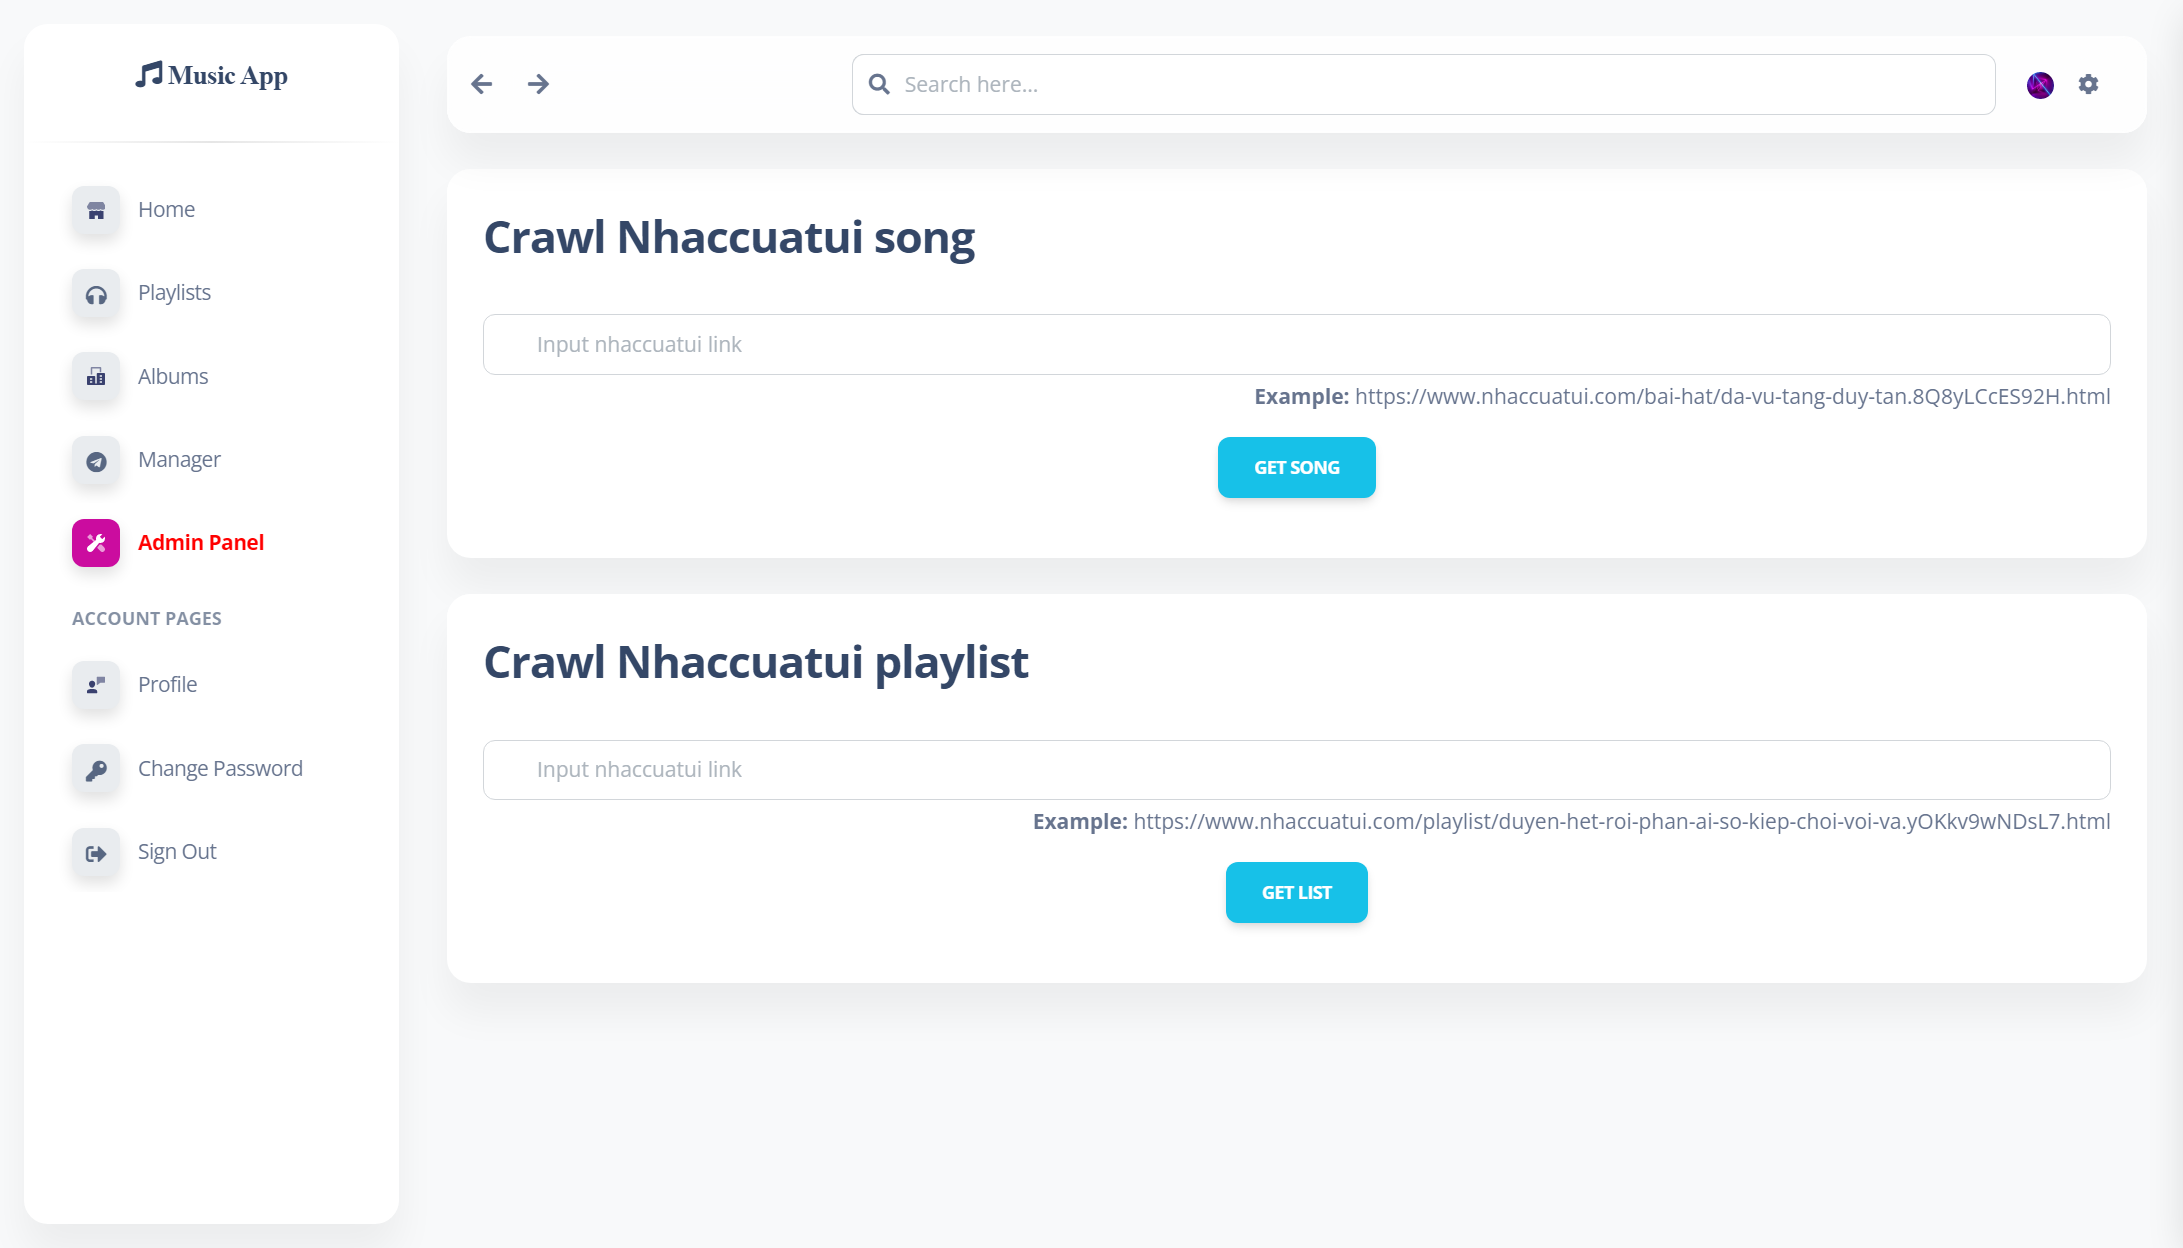 Music App
Home
Playlists
Albums
Manager
Admin Panel
ACCOUNT PAGES
Profile
Change Password
Sign Out
Search here...
Crawl Nhaccuatui song
Input nhaccuatui link
Example: https://www.nhaccuatui.com/bai-hat/da-vu-tang-duy-tan.8Q8yLCcES92H.html
GET SONG
Crawl Nhaccuatui playlist
Input nhaccuatui link
Example: https://www.nhaccuatui.com/playlist/duyen-het-roi-phan-ai-so-kiep-choi-voi-va.yOKkv9wNDsL7.html
GET LIST